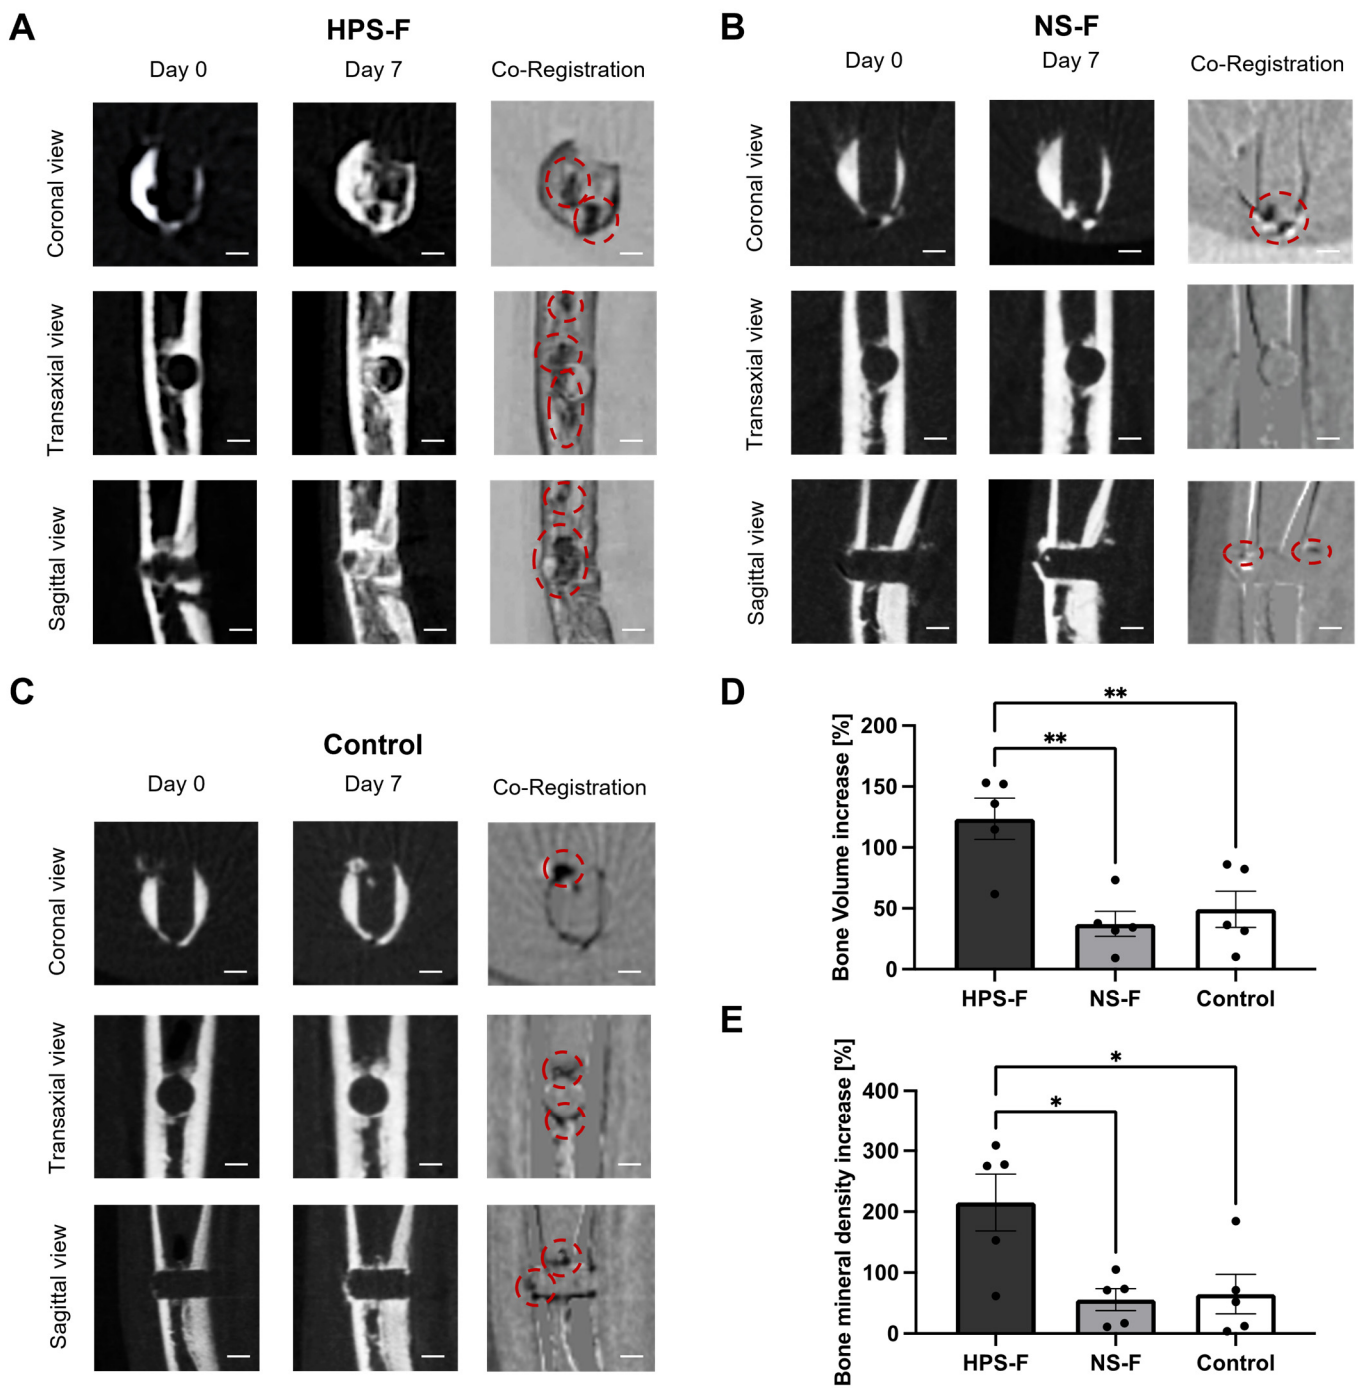 A
HPS-F
Day 0
Day 7
Co-Registration
Coronal view
Transaxial view
Sagittal view
B
NS-F
Day 0
Day 7
Co-Registration
Coronal view
Transaxial view
Sagittal view
C
Control
Day 0
Day 7
Co-Registration
Coronal view
Transaxial view
Sagittal view
D
Bone Volume increase [%]
200
150
100
50
0
**
**
HPS-F
NS-F
Control
E
Bone mineral density increase [%]
400
300
200
100
0
*
*
HPS-F
NS-F
Control